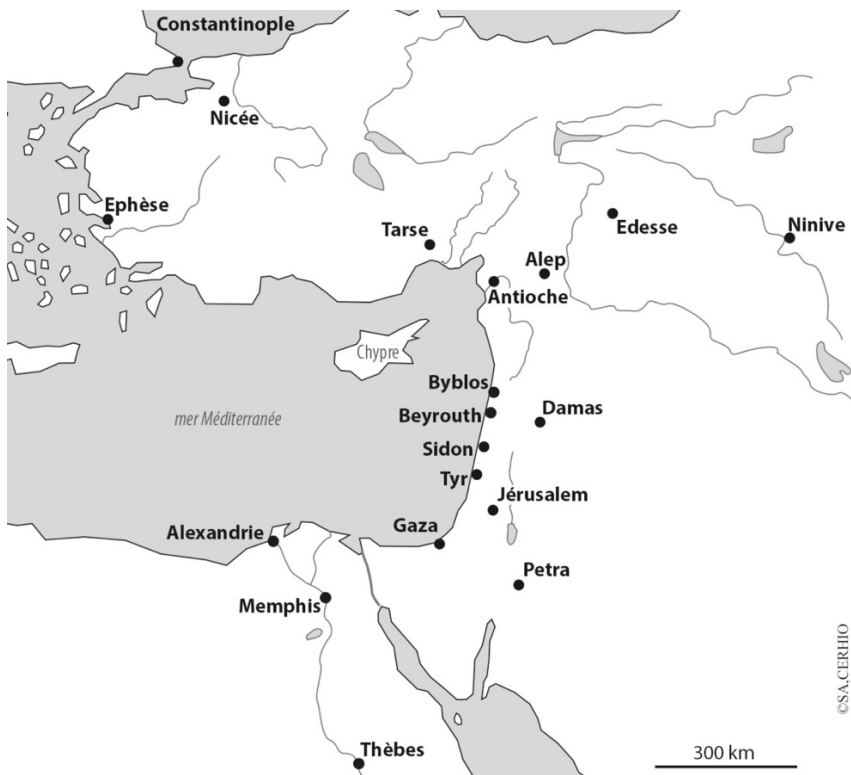 Constantinople
Nicée
Ephèse
Tarse
Edesse
Ninive
Alep
Antioche
Chypre
Byblos
mer Méditerranée
Beyrouth
Damas
Sidon
Tyr
Jérusalem
Gaza
Alexandrie
Petra
Memphis
©SA,CERHIO
Thèbes
300 km